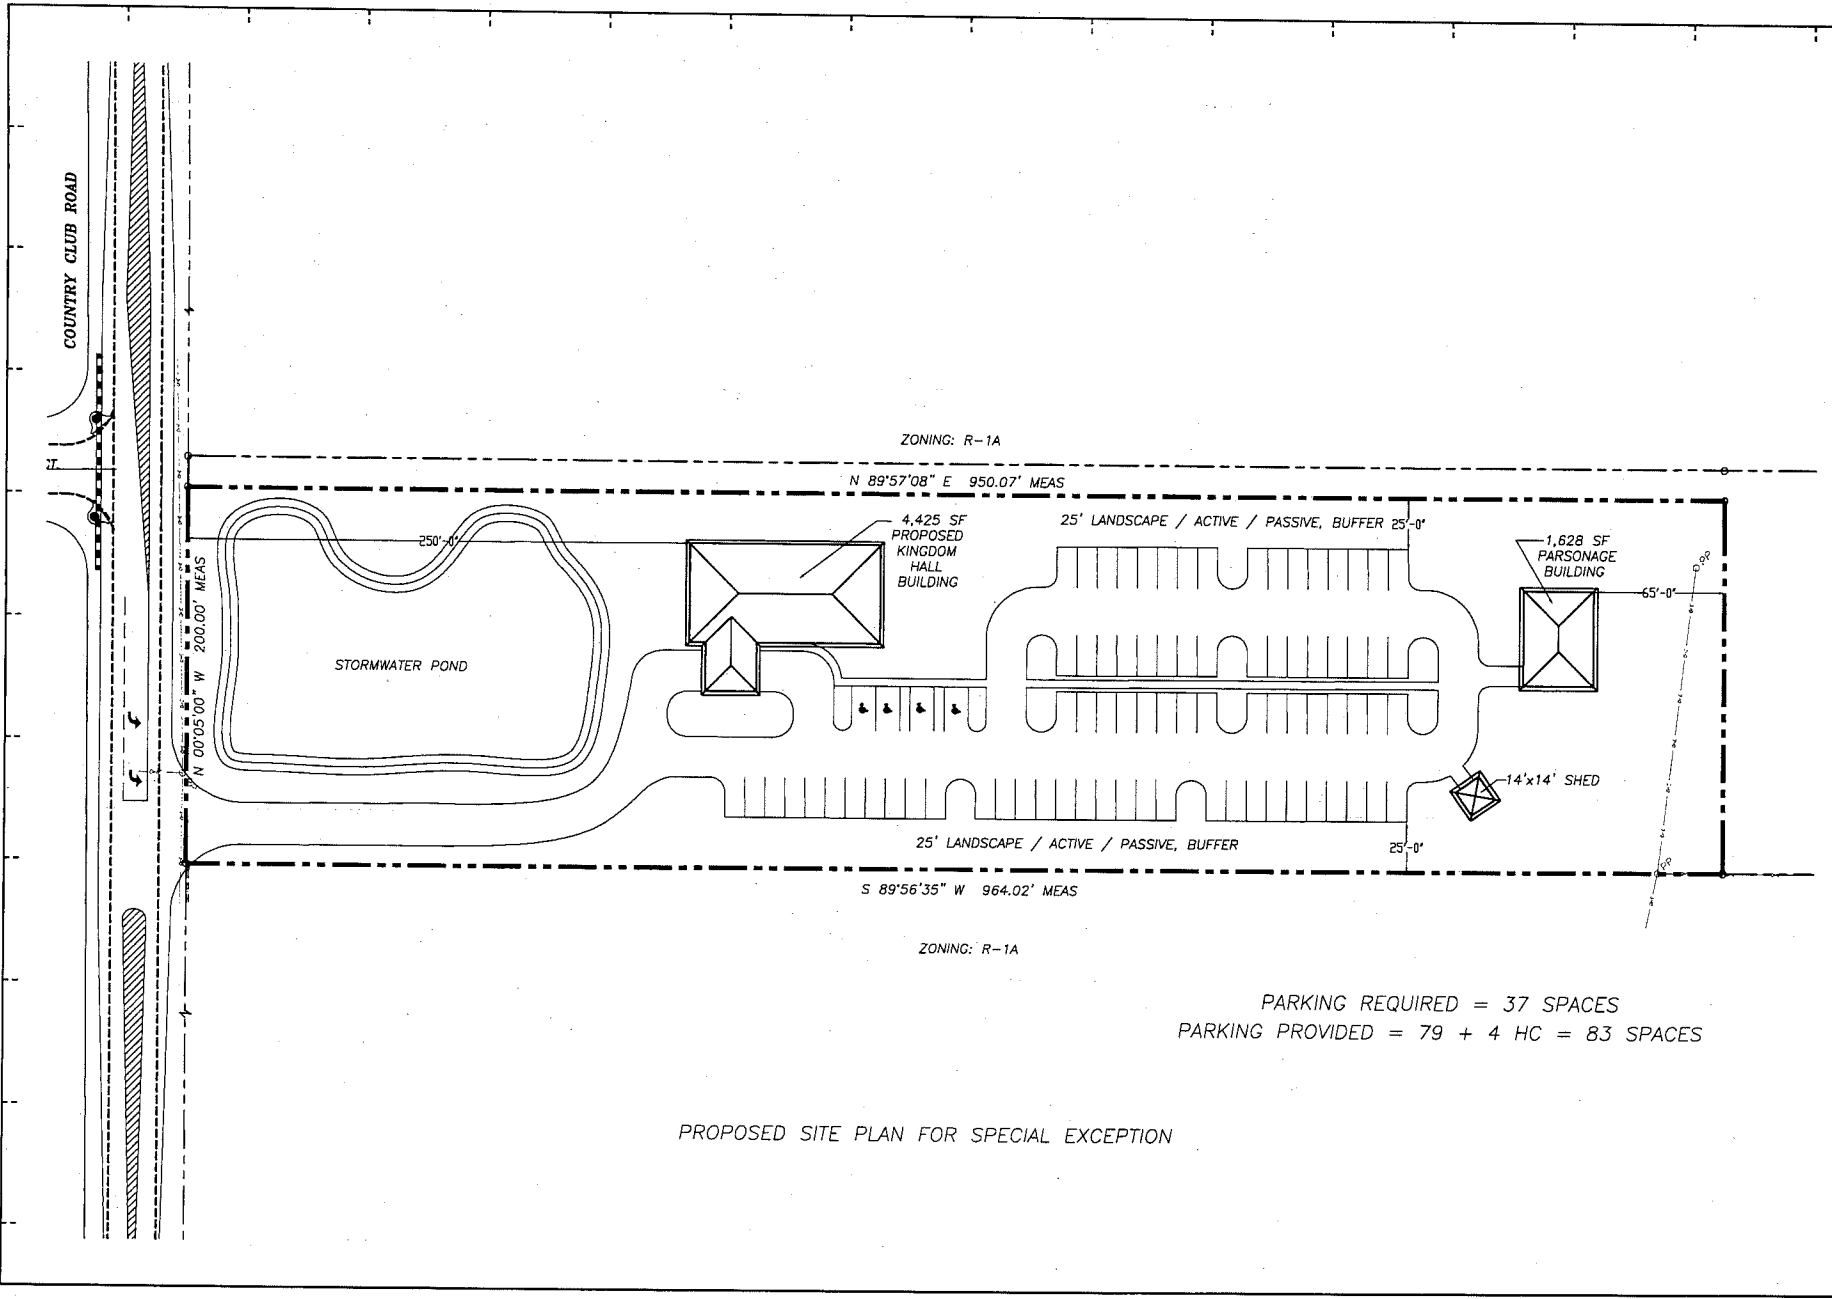 COUNTRY CLUB ROAD
ZONING: R-1A
N 89°57'08" E 950.07' MEAS
4,425 SF
PROPOSED
KINGDOM
HALL
BUILDING
25' LANDSCAPE / ACTIVE / PASSIVE, BUFFER
25'-0"
1,628 SF
PARSONAGE
BUILDING
250'-0"
65'-0"
N 00°05'00" W 200.00' MEAS
STORMWATER POND
14'x14' SHED
25' LANDSCAPE / ACTIVE / PASSIVE, BUFFER
25'-0"
S 89°56'35" W 964.02' MEAS
ZONING: R-1A
PARKING REQUIRED = 37 SPACES
PARKING PROVIDED = 79 + 4 HC = 83 SPACES
PROPOSED SITE PLAN FOR SPECIAL EXCEPTION